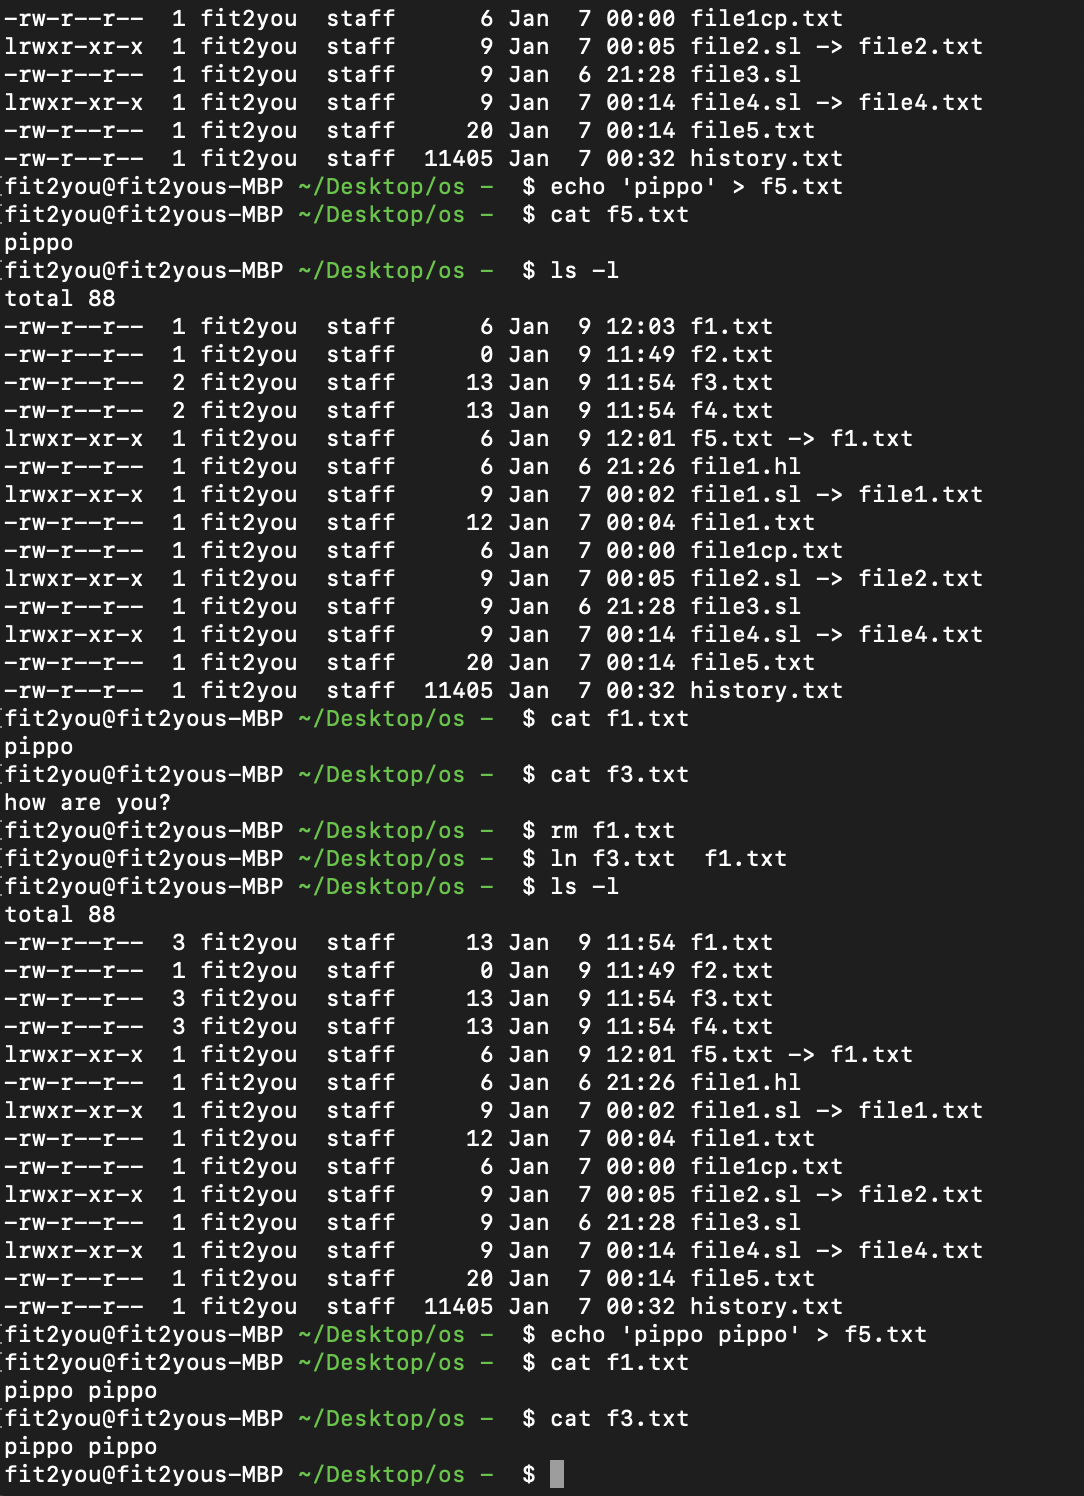 -rw-r--r--  1 fit2you  staff      6 Jan  7 00:00 file1cp.txt
lrwxr-xr-x  1 fit2you  staff      9 Jan  7 00:05 file2.sl -> file2.txt
-rw-r--r--  1 fit2you  staff      9 Jan  6 21:28 file3.sl
lrwxr-xr-x  1 fit2you  staff      9 Jan  7 00:14 file4.sl -> file4.txt
-rw-r--r--  1 fit2you  staff     20 Jan  7 00:14 file5.txt
-rw-r--r--  1 fit2you  staff  11405 Jan  7 00:32 history.txt
[fit2you@fit2yous-MBP ~/Desktop/os -  $ echo 'pippo' > f5.txt
[fit2you@fit2yous-MBP ~/Desktop/os -  $ cat f5.txt
pippo
[fit2you@fit2yous-MBP ~/Desktop/os -  $ ls -l
total 88
-rw-r--r--  1 fit2you  staff      6 Jan  9 12:03 f1.txt
-rw-r--r--  1 fit2you  staff      0 Jan  9 11:49 f2.txt
-rw-r--r--  2 fit2you  staff     13 Jan  9 11:54 f3.txt
-rw-r--r--  2 fit2you  staff     13 Jan  9 11:54 f4.txt
lrwxr-xr-x  1 fit2you  staff      6 Jan  9 12:01 f5.txt -> f1.txt
-rw-r--r--  1 fit2you  staff      6 Jan  6 21:26 file1.hl
lrwxr-xr-x  1 fit2you  staff      9 Jan  7 00:02 file1.sl -> file1.txt
-rw-r--r--  1 fit2you  staff     12 Jan  7 00:04 file1.txt
-rw-r--r--  1 fit2you  staff      6 Jan  7 00:00 file1cp.txt
lrwxr-xr-x  1 fit2you  staff      9 Jan  7 00:05 file2.sl -> file2.txt
-rw-r--r--  1 fit2you  staff      9 Jan  6 21:28 file3.sl
lrwxr-xr-x  1 fit2you  staff      9 Jan  7 00:14 file4.sl -> file4.txt
-rw-r--r--  1 fit2you  staff     20 Jan  7 00:14 file5.txt
-rw-r--r--  1 fit2you  staff  11405 Jan  7 00:32 history.txt
[fit2you@fit2yous-MBP ~/Desktop/os -  $ cat f1.txt
pippo
[fit2you@fit2yous-MBP ~/Desktop/os -  $ cat f3.txt
how are you?
[fit2you@fit2yous-MBP ~/Desktop/os -  $ rm f1.txt
[fit2you@fit2yous-MBP ~/Desktop/os -  $ ln f3.txt  f1.txt
[fit2you@fit2yous-MBP ~/Desktop/os -  $ ls -l
total 88
-rw-r--r--  3 fit2you  staff     13 Jan  9 11:54 f1.txt
-rw-r--r--  1 fit2you  staff      0 Jan  9 11:49 f2.txt
-rw-r--r--  3 fit2you  staff     13 Jan  9 11:54 f3.txt
-rw-r--r--  3 fit2you  staff     13 Jan  9 11:54 f4.txt
lrwxr-xr-x  1 fit2you  staff      6 Jan  9 12:01 f5.txt -> f1.txt
-rw-r--r--  1 fit2you  staff      6 Jan  6 21:26 file1.hl
lrwxr-xr-x  1 fit2you  staff      9 Jan  7 00:02 file1.sl -> file1.txt
-rw-r--r--  1 fit2you  staff     12 Jan  7 00:04 file1.txt
-rw-r--r--  1 fit2you  staff      6 Jan  7 00:00 file1cp.txt
lrwxr-xr-x  1 fit2you  staff      9 Jan  7 00:05 file2.sl -> file2.txt
-rw-r--r--  1 fit2you  staff      9 Jan  6 21:28 file3.sl
lrwxr-xr-x  1 fit2you  staff      9 Jan  7 00:14 file4.sl -> file4.txt
-rw-r--r--  1 fit2you  staff     20 Jan  7 00:14 file5.txt
-rw-r--r--  1 fit2you  staff  11405 Jan  7 00:32 history.txt
[fit2you@fit2yous-MBP ~/Desktop/os -  $ echo 'pippo pippo' > f5.txt
[fit2you@fit2yous-MBP ~/Desktop/os -  $ cat f1.txt
pippo pippo
[fit2you@fit2yous-MBP ~/Desktop/os -  $ cat f3.txt
pippo pippo
fit2you@fit2yous-MBP ~/Desktop/os -  $